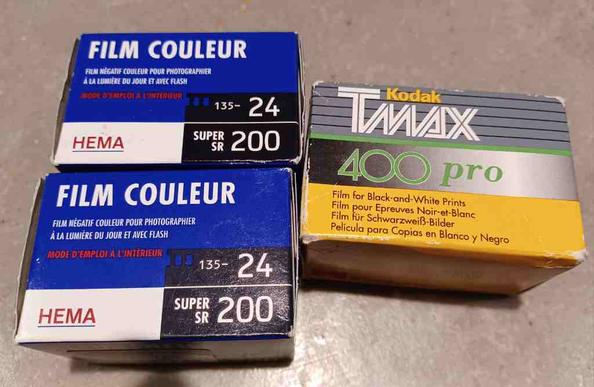 FILM COULEUR
FILM NÉGATIF COULEUR POUR PHOTOGRAPHIER
À LA LUMIÈRE DU JOUR ET AVEC FLASH
MODE D'EMPLOI À L'INTÉRIEUR
135-24
HEMA
SUPER SR 200
FILM COULEUR
FILM NÉGATIF COULEUR POUR PHOTOGRAPHIER
À LA LUMIÈRE DU JOUR ET AVEC FLASH
MODE D'EMPLOI À L'INTÉRIEUR
135-24
HEMA
SUPER SR 200
Kodak
TMAX
400 pro
Film for Black-and-White Prints
Film pour Epreuves Noir-et-Blanc
Film für Schwarzweiß-Bilder
Película para Copias en Blanco y Negro